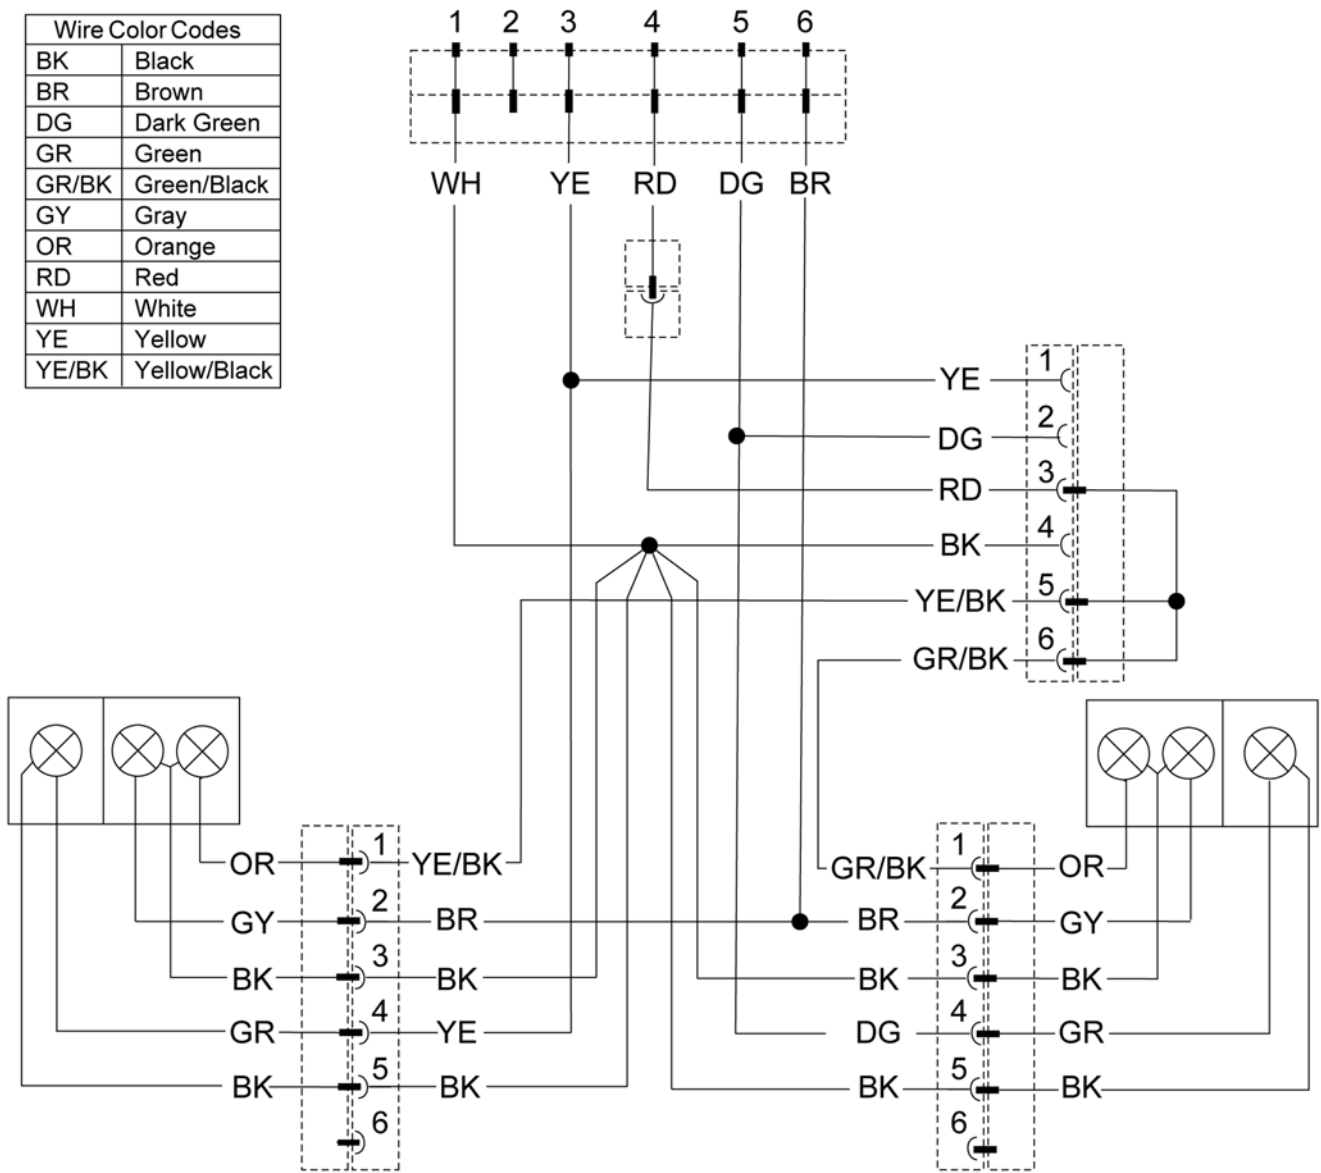 Wire Color Codes
BK Black
BR Brown
DG Dark Green
GR Green
GR/BK Green/Black
GY Gray
OR Orange
RD Red
WH White
YE Yellow
YE/BK Yellow/Black
1 2 3 4 5 6
WH YE RD DG BR
YE 1
DG 2
RD 3
BK 4
YE/BK 5
GR/BK 6
OR 1 YE/BK
GY 2 BR
BK 3 BK
GR 4 YE
BK 5 BK
6
GR/BK 1 OR
BR 2 GY
BK 3 BK
DG 4 GR
BK 5 BK
6